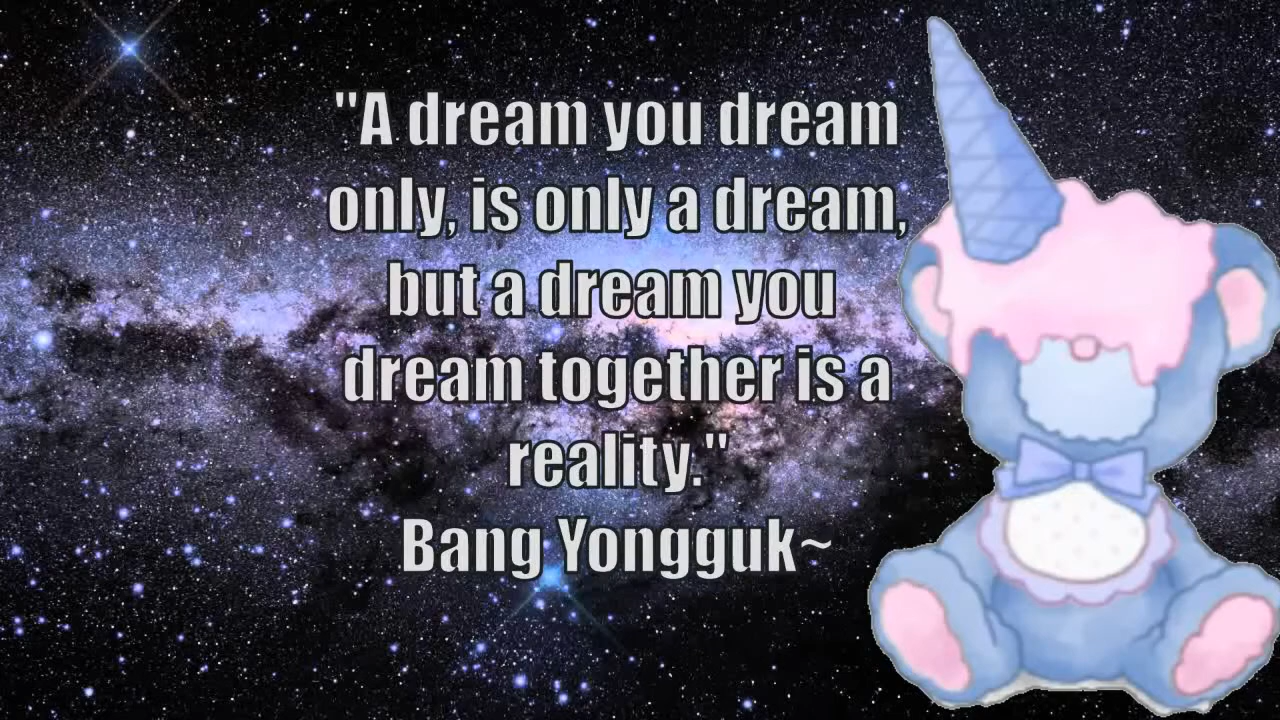 "A dream you dream
only, is only a dream,
but a dream you
dream together is a
reality."
Bang Yongguk~